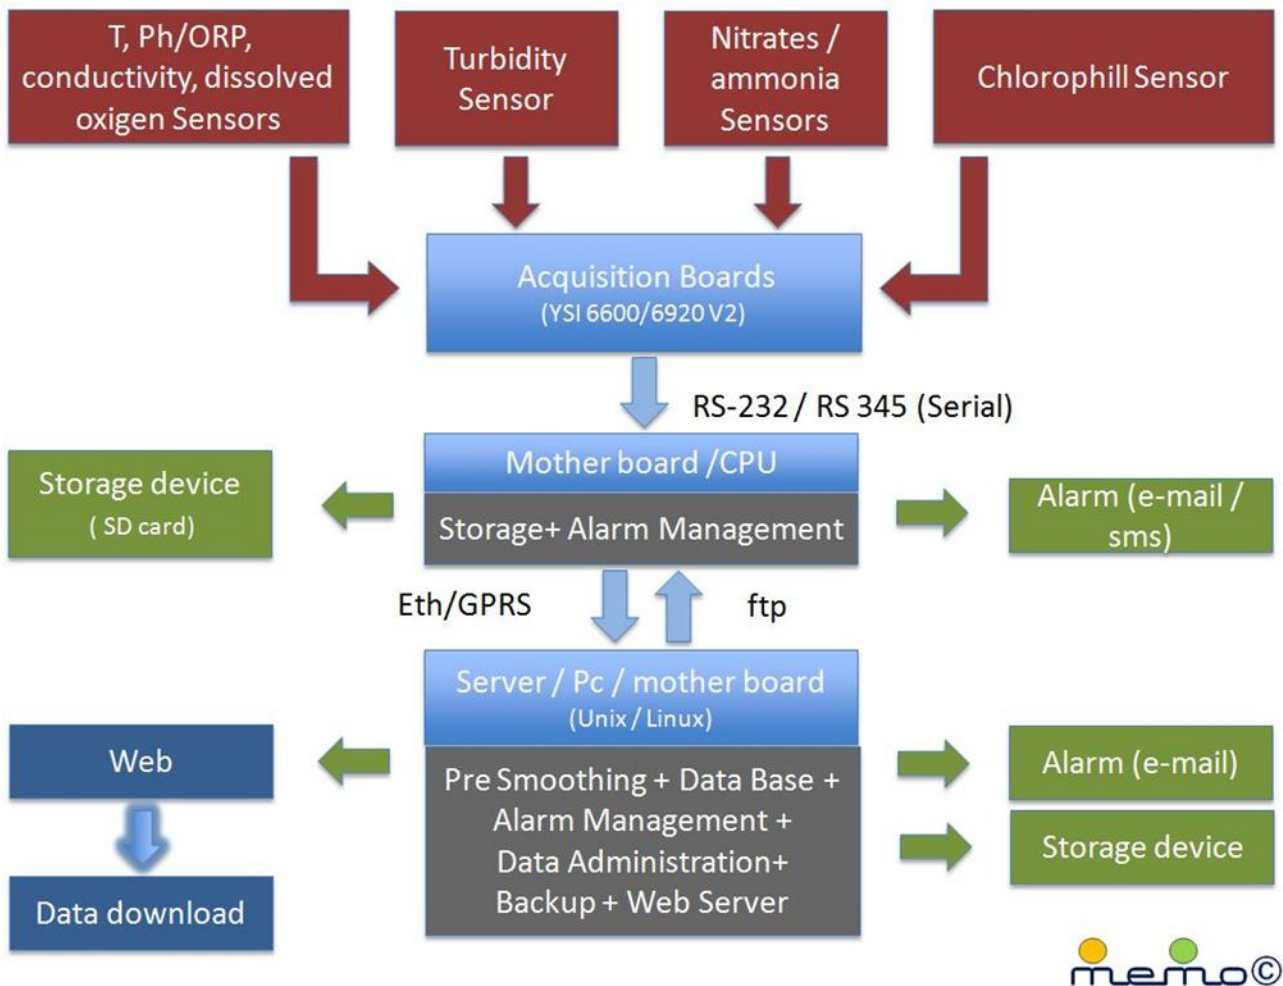 T, Ph/ORP,
conductivity, dissolved
oxigen Sensors
Turbidity
Sensor
Nitrates /
ammonia
Sensors
Chlorophill Sensor
Acquisition Boards
(YSI 6600/6920 V2)
RS-232 / RS 345 (Serial)
Mother board /CPU
Storage+ Alarm Management
Storage device
( SD card)
Alarm (e-mail /
sms)
Eth/GPRS
ftp
Server / Pc / mother board
(Unix / Linux)
Pre Smoothing + Data Base +
Alarm Management +
Data Administration+
Backup + Web Server
Web
Data download
Alarm (e-mail)
Storage device
memo©